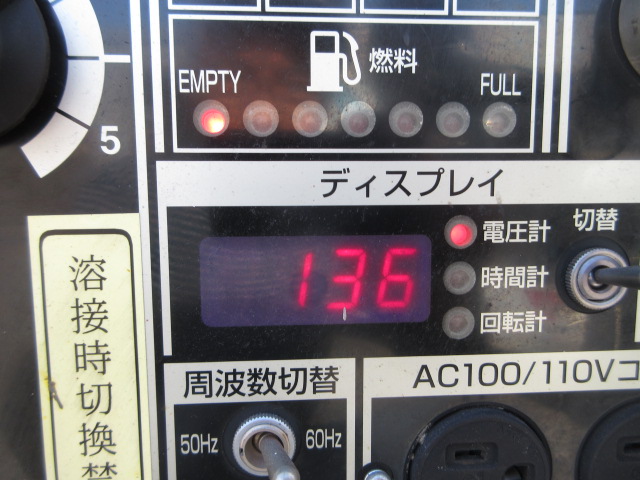 燃料
EMPTY
FULL
5
ディスプレイ
電圧計
切替
136
時間計
回転計
溶接時切換
周波数切替
AC100/110V
50Hz
60Hz